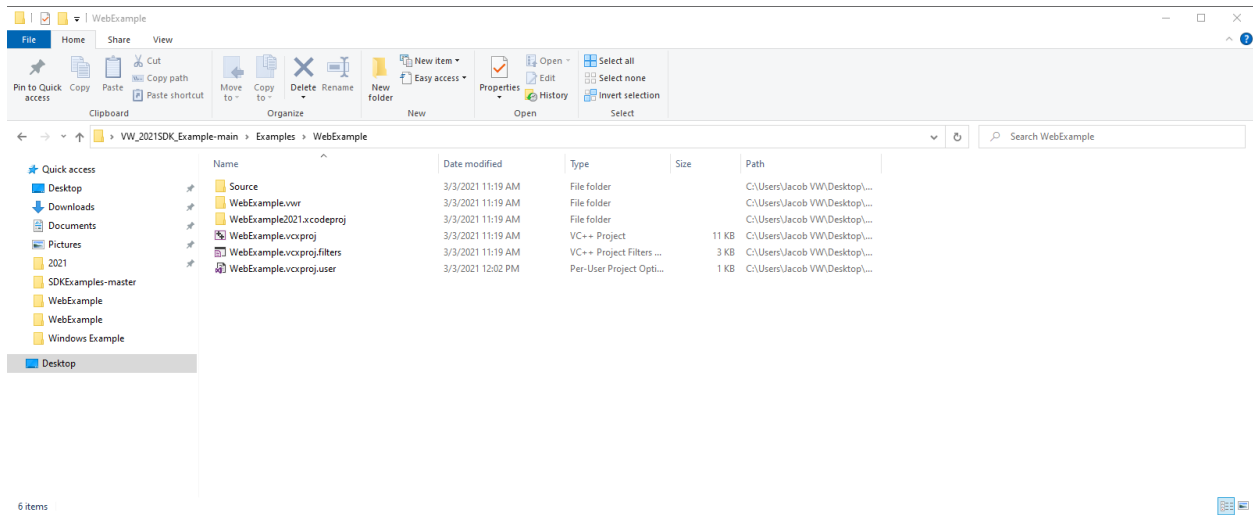 WebExample
File Home Share View
Pin to Quick access
Copy
Paste
Cut
Copy path
Paste shortcut
Clipboard
Move to
Copy to
Delete
Rename
Organize
New folder
New item
Easy access
New
Properties
Open
Edit
History
Open
Select all
Select none
Invert selection
Select
VW_2021SDK_Example-main > Examples > WebExample
Search WebExample
Quick access
Desktop
Downloads
Documents
Pictures
2021
SDKExamples-master
WebExample
WebExample
Windows Example
Desktop
Name Date modified Type Size Path
Source 3/3/2021 11:19 AM File folder C:\Users\Jacob VW\Desktop\...
WebExample.vwr 3/3/2021 11:19 AM File folder C:\Users\Jacob VW\Desktop\...
WebExample2021.xcodeproj 3/3/2021 11:19 AM File folder C:\Users\Jacob VW\Desktop\...
WebExample.vcxproj 3/3/2021 11:19 AM VC++ Project 11 KB C:\Users\Jacob VW\Desktop\...
WebExample.vcxproj.filters 3/3/2021 11:19 AM VC++ Project Filters ... 3 KB C:\Users\Jacob VW\Desktop\...
WebExample.vcxproj.user 3/3/2021 12:02 PM Per-User Project Opti... 1 KB C:\Users\Jacob VW\Desktop\...
6 items